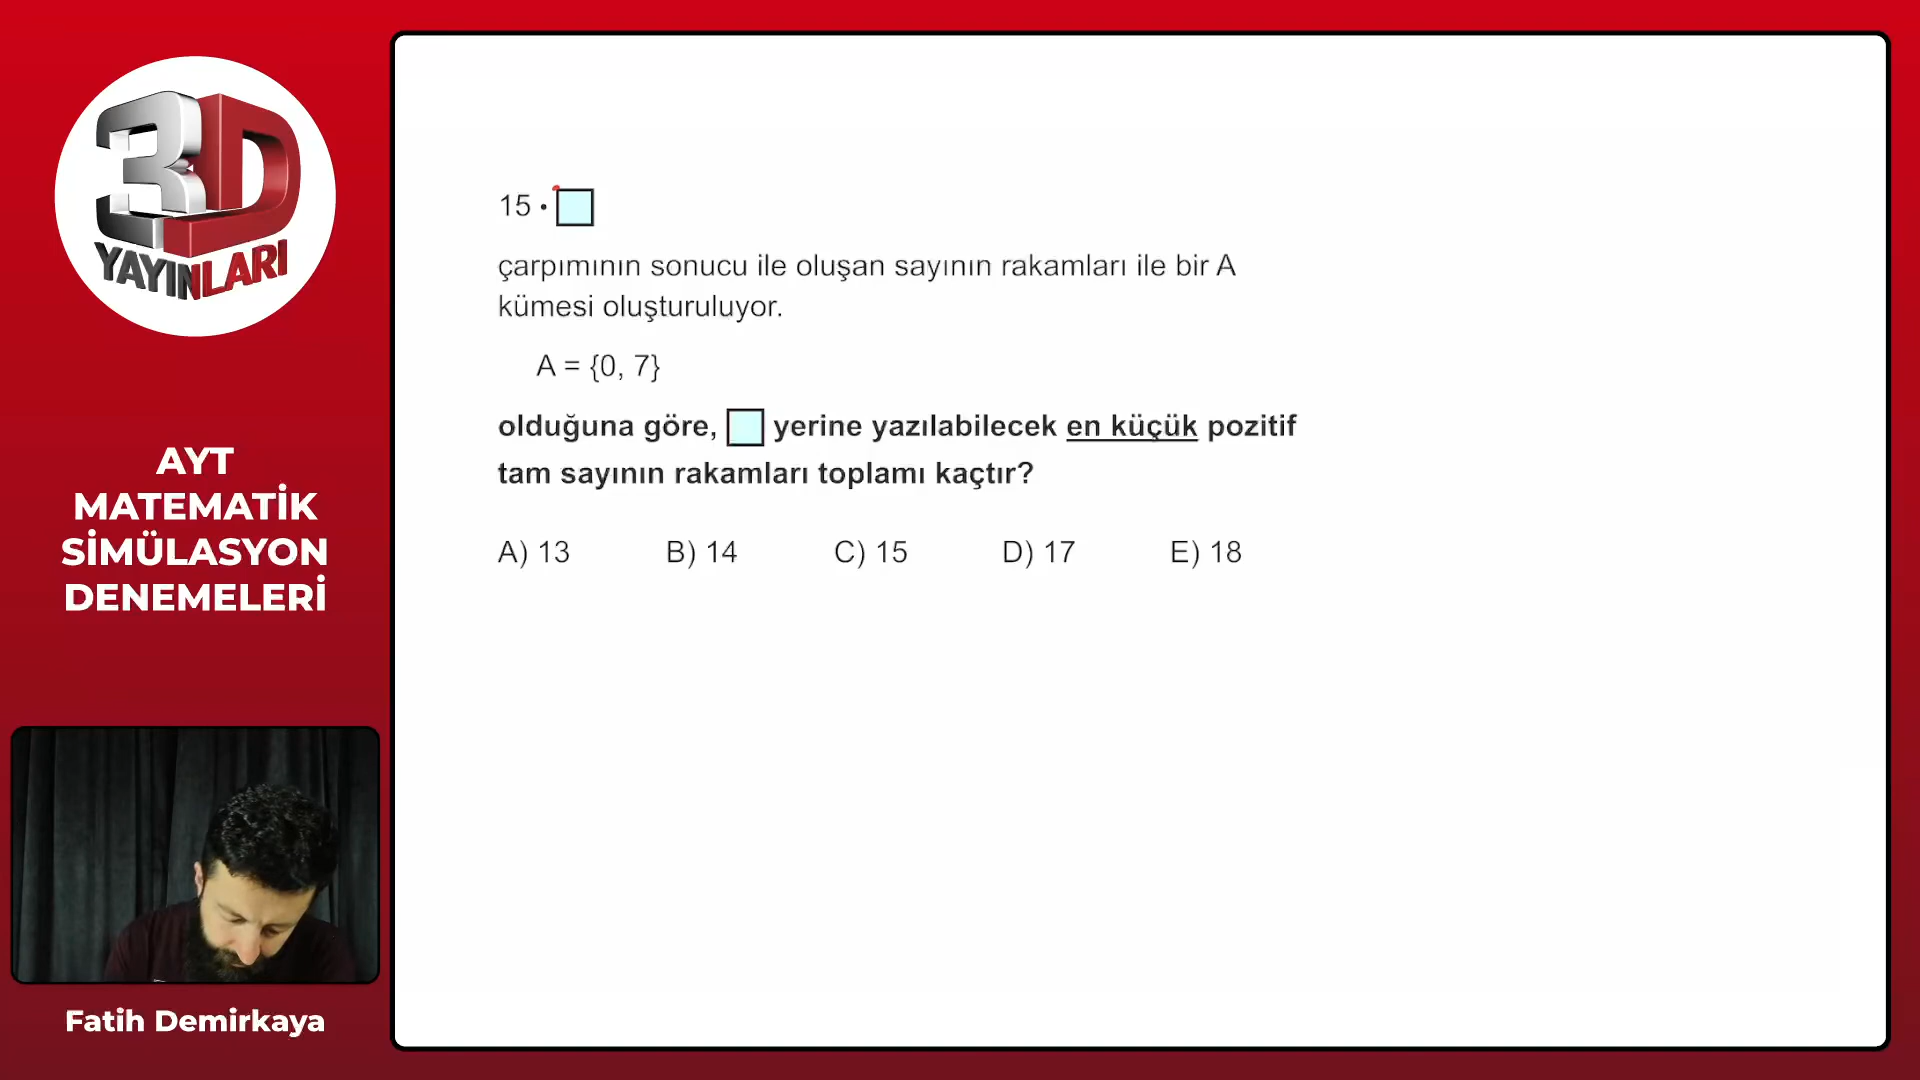 3D
YAYINLARI
AYT
MATEMATİK
SİMÜLASYON
DENEMELERİ
Fatih Demirkaya
15 •
çarpımının sonucu ile oluşan sayının rakamları ile bir A
kümesi oluşturuluyor.
A = {0, 7}
olduğuna göre, yerine yazılabilecek en küçük pozitif
tam sayının rakamları toplamı kaçtır?
A) 13 B) 14 C) 15 D) 17 E) 18